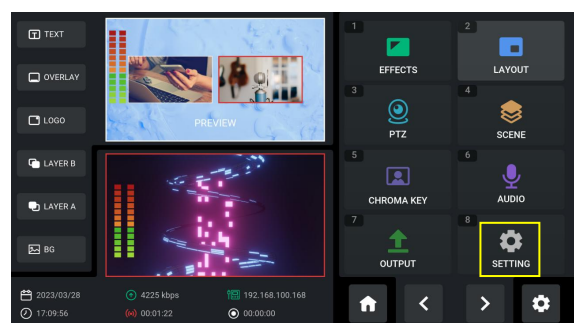 TEXT
OVERLAY
LOGO
LAYER B
LAYER A
BG
PREVIEW
1
EFFECTS
2
LAYOUT
3
PTZ
4
SCENE
5
CHROMA KEY
6
AUDIO
7
OUTPUT
8
SETTING
2023/03/28
4225 kbps
192.168.100.168
17:09:56
00:01:22
00:00:00